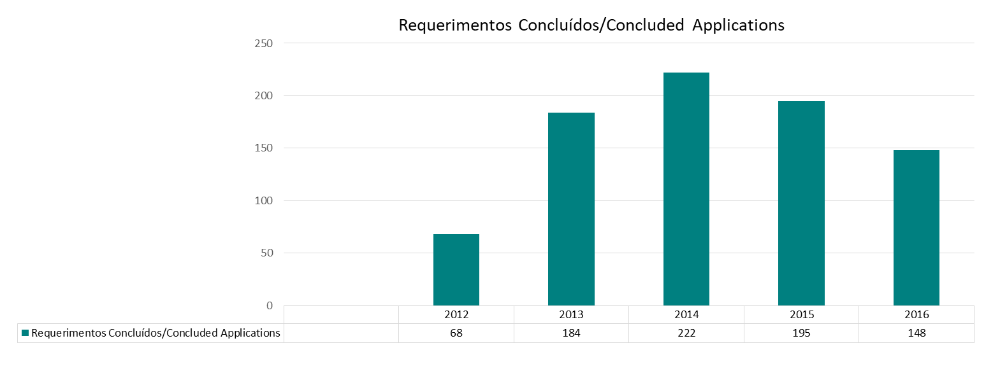 Requerimentos Concluídos/Concluded Applications
250
200
150
100
50
0
2012 2013 2014 2015 2016
Requerimentos Concluídos/Concluded Applications 68 184 222 195 148